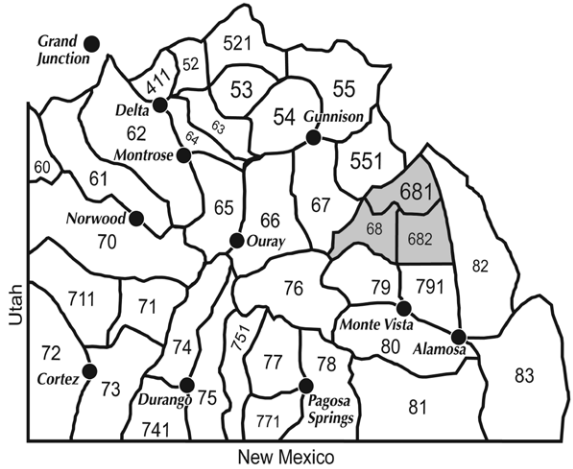 Grand
Junction
521
52
411
53
55
Delta
54
Gunnison
62
64
63
Montrose
551
60
61
681
Norwood
65
66
67
68
682
70
Ouray
82
76
79
791
711
71
Monte Vista
Utah
751
80
Alamosa
72
74
77
78
83
Cortez
73
Durango
75
Pagosa
Springs
81
741
771
New Mexico